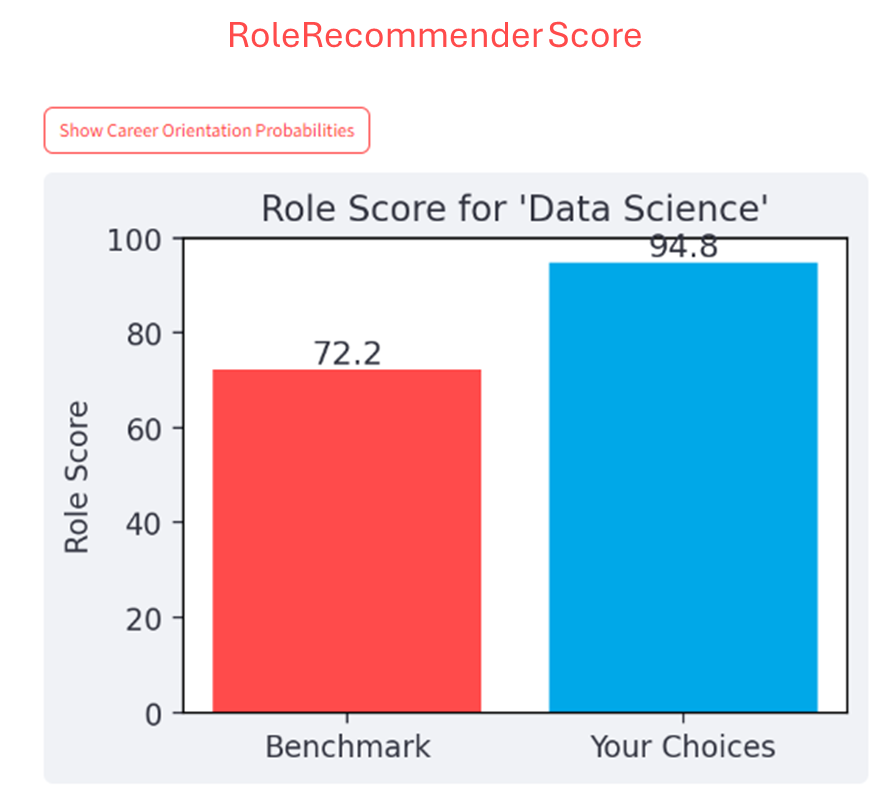 RoleRecommender Score
Show Career Orientation Probabilities
Role Score for 'Data Science'
100
94.8
80
72.2
60
Role Score
40
20
0
Benchmark
Your Choices